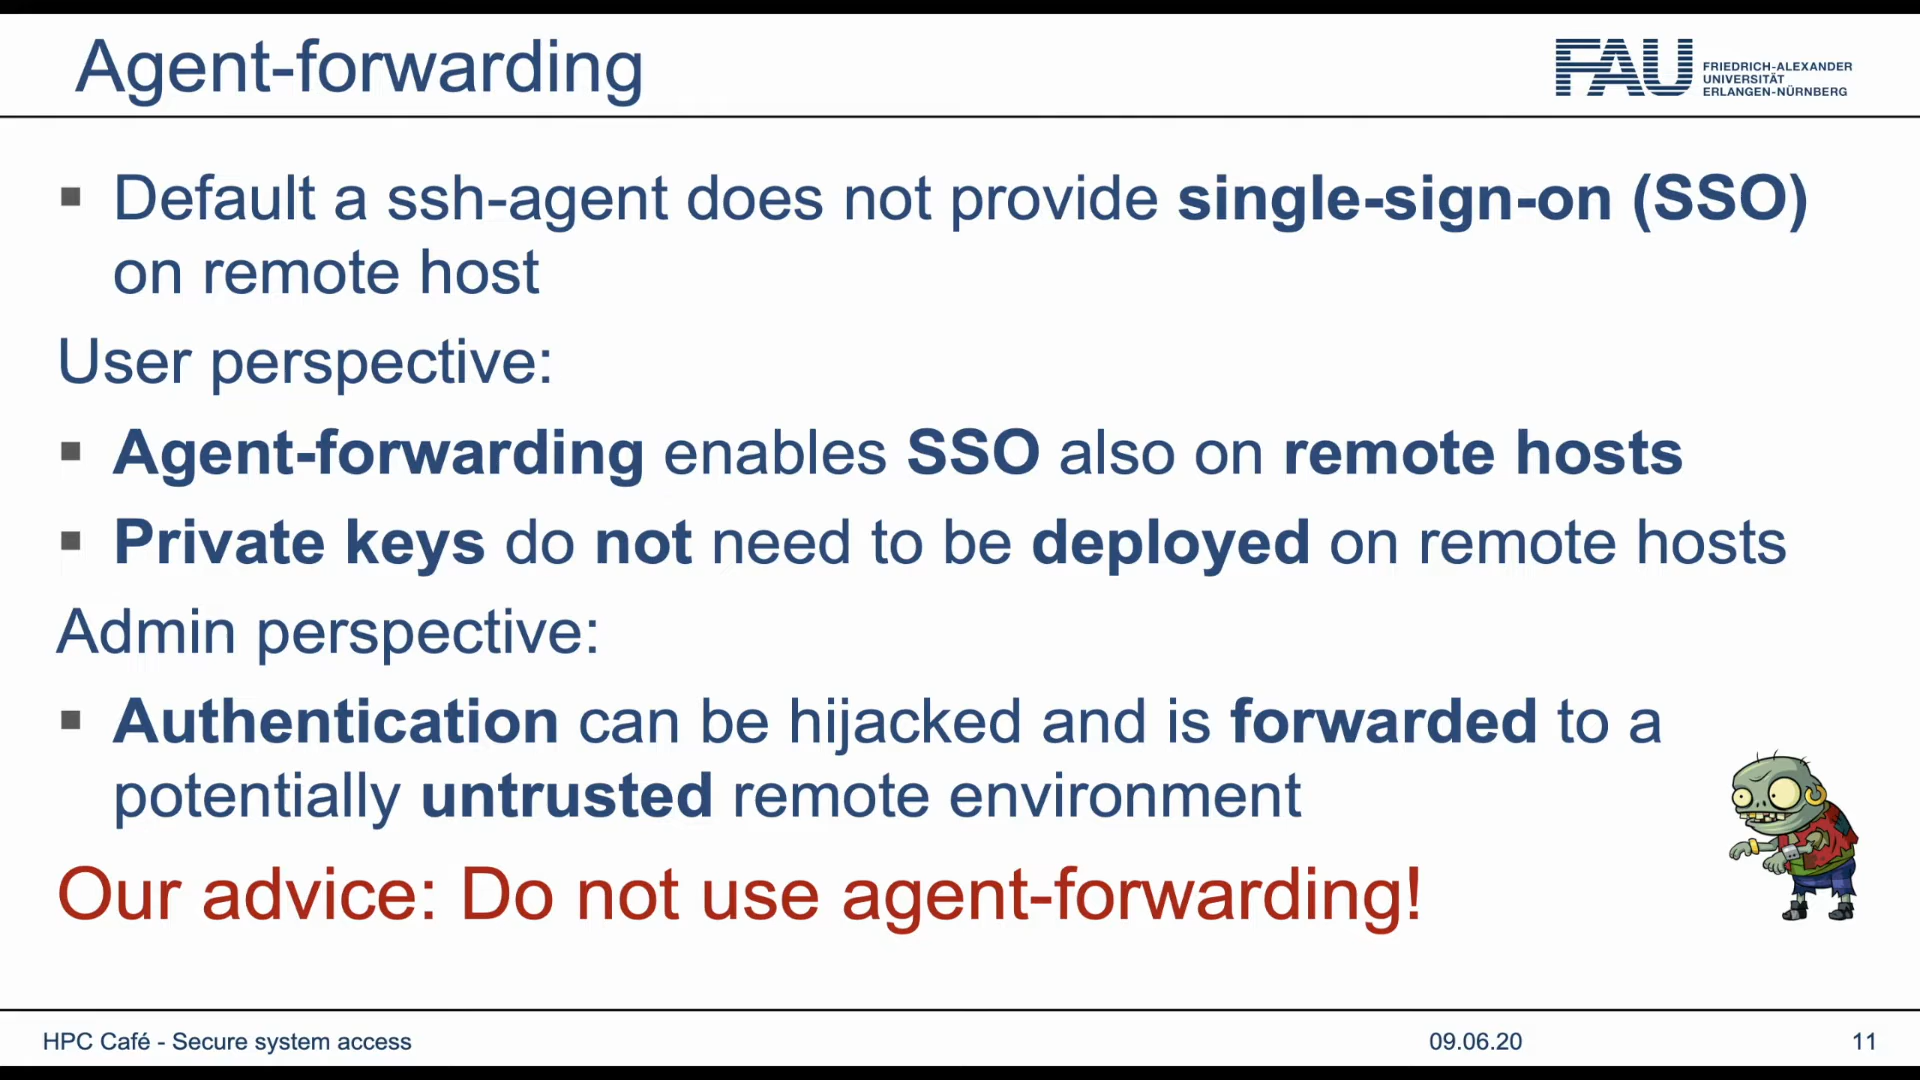 Agent-forwarding
FAU
FRIEDRICH-ALEXANDER
UNIVERSITÄT
ERLANGEN-NÜRNBERG
Default a ssh-agent does not provide single-sign-on (SSO)
on remote host
User perspective:
Agent-forwarding enables SSO also on remote hosts
Private keys do not need to be deployed on remote hosts
Admin perspective:
Authentication can be hijacked and is forwarded to a
potentially untrusted remote environment
Our advice: Do not use agent-forwarding!
HPC Café - Secure system access
09.06.20
11